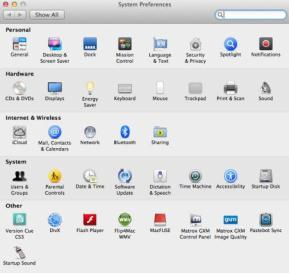 System Preferences
Show All
Personal
General
Desktop & Screen Saver
Dock
Mission Control
Language & Text
Security & Privacy
Spotlight
Notifications
Hardware
CDs & DVDs
Displays
Energy Saver
Keyboard
Mouse
Trackpad
Print & Scan
Sound
Internet & Wireless
iCloud
Mail, Contacts & Calendars
Network
Bluetooth
Sharing
System
Users & Groups
Parental Controls
Date & Time
Software Update
Dictation & Speech
Time Machine
Accessibility
Startup Disk
Other
Version Cue CS3
DivX
Flash Player
Flip4Mac WMV
MacFUSE
Matrox GXM Control Panel
Matrox GXM Image Quality
Pastebot Sync
Startup Sound